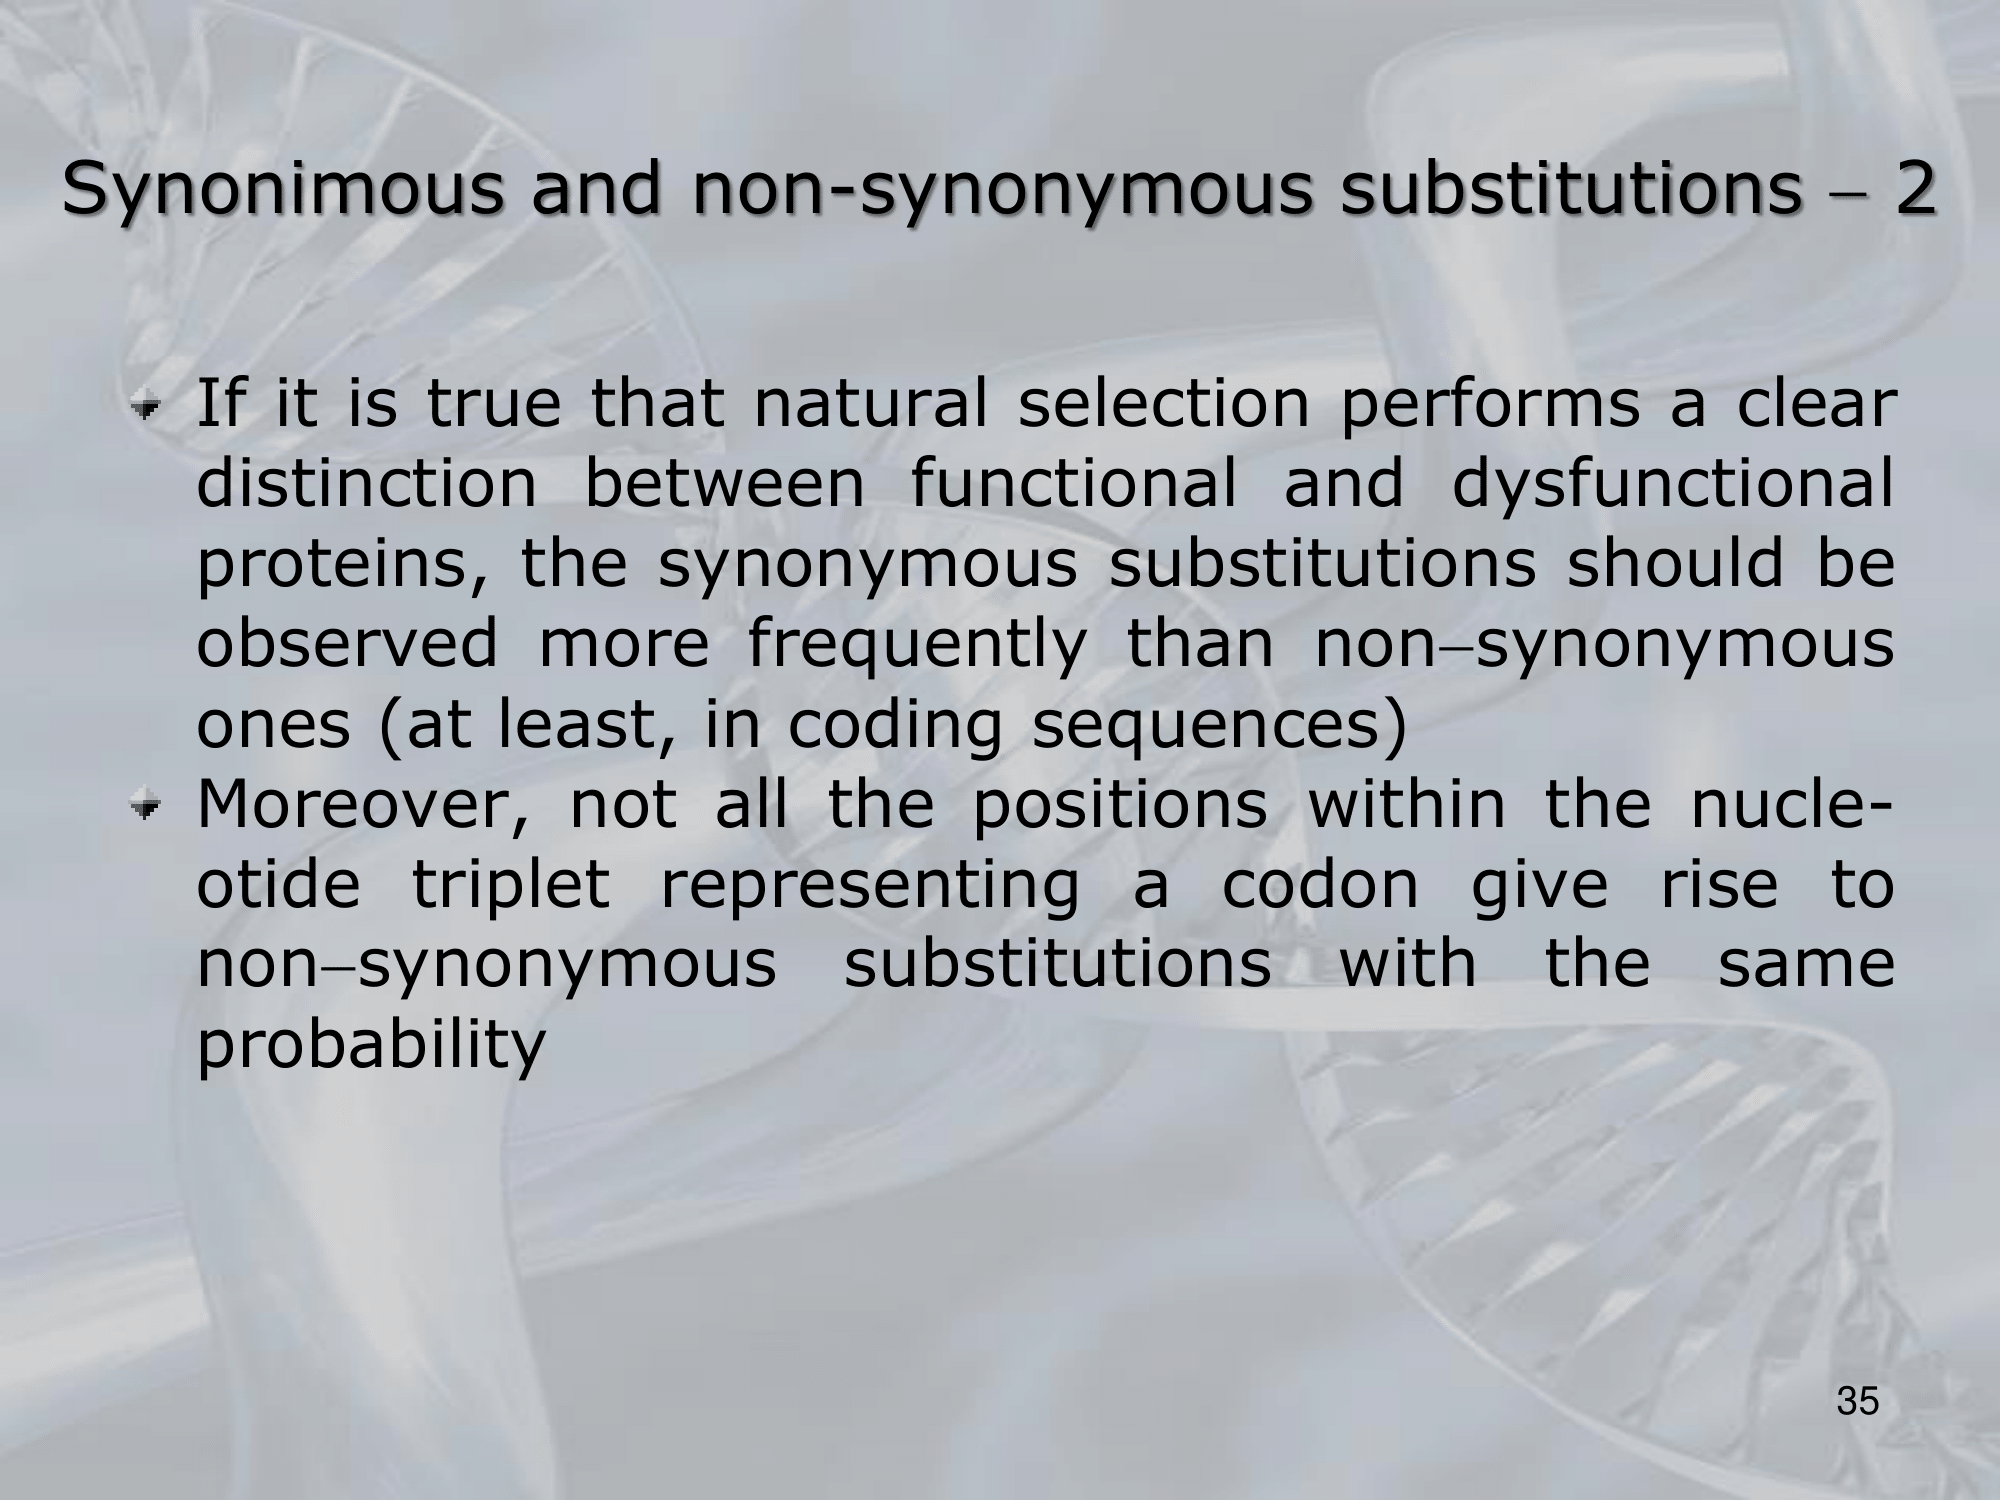 Synonimous and non-synonymous substitutions – 2
If it is true that natural selection performs a clear
distinction between functional and dysfunctional
proteins, the synonymous substitutions should be
observed more frequently than non–synonymous
ones (at least, in coding sequences)
Moreover, not all the positions within the nucle-
otide triplet representing a codon give rise to
non–synonymous substitutions with the same
probability
35